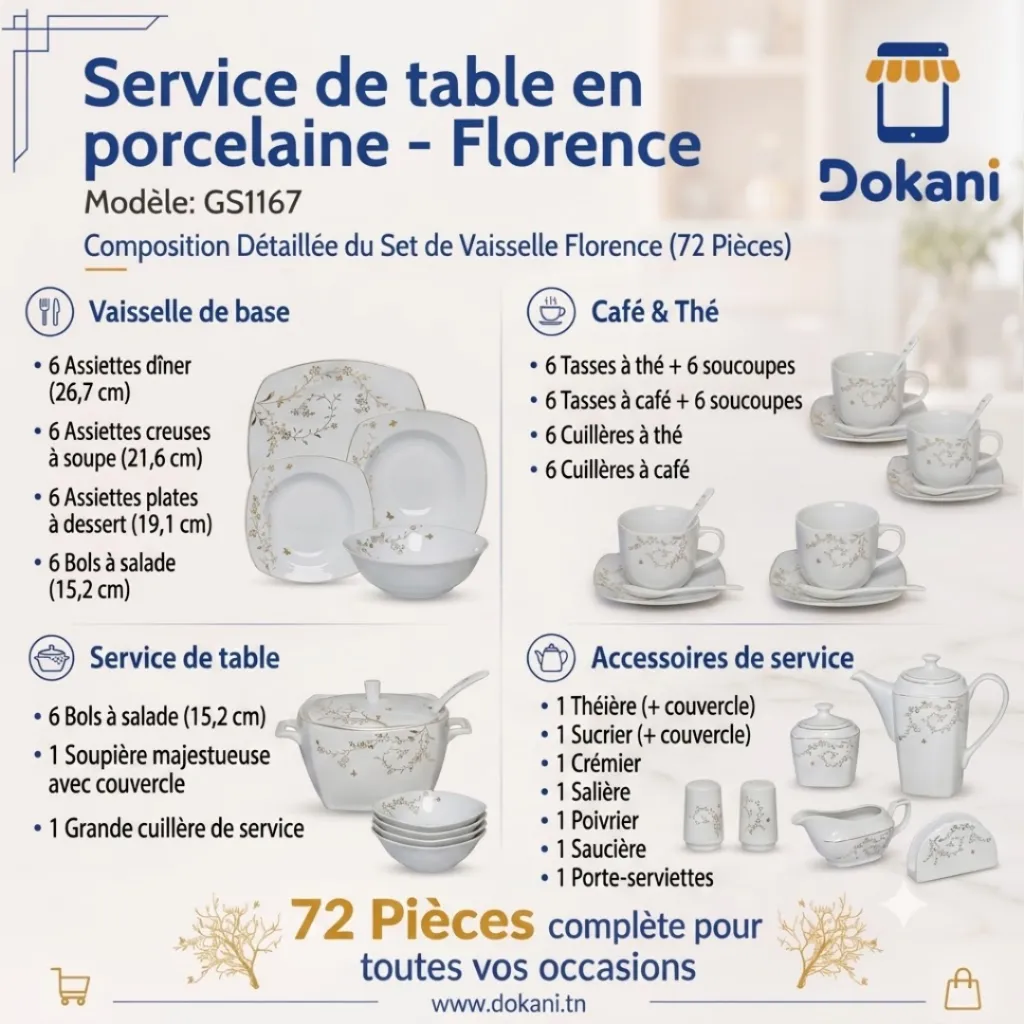 Service de table en
porcelaine - Florence
Modèle: GS1167
Composition Détaillée du Set de Vaisselle Florence (72 Pièces)
Dokani
Vaisselle de base
• 6 Assiettes dîner
(26,7 cm)
• 6 Assiettes creuses
à soupe (21,6 cm)
• 6 Assiettes plates
à dessert (19,1 cm)
• 6 Bols à salade
(15,2 cm)
Café & Thé
• 6 Tasses à thé + 6 soucoupes
• 6 Tasses à café + 6 soucoupes
• 6 Cuillères à thé
• 6 Cuillères à café
Service de table
• 6 Bols à salade (15,2 cm)
• 1 Soupière majestueuse
avec couvercle
• 1 Grande cuillère de service
Accessoires de service
• 1 Théière (+ couvercle)
• 1 Sucrier (+ couvercle)
• 1 Crémier
• 1 Salière
• 1 Poivrier
• 1 Saucière
• 1 Porte-serviettes
72 Pièces complète pour
toutes vos occasions
www.dokani.tn